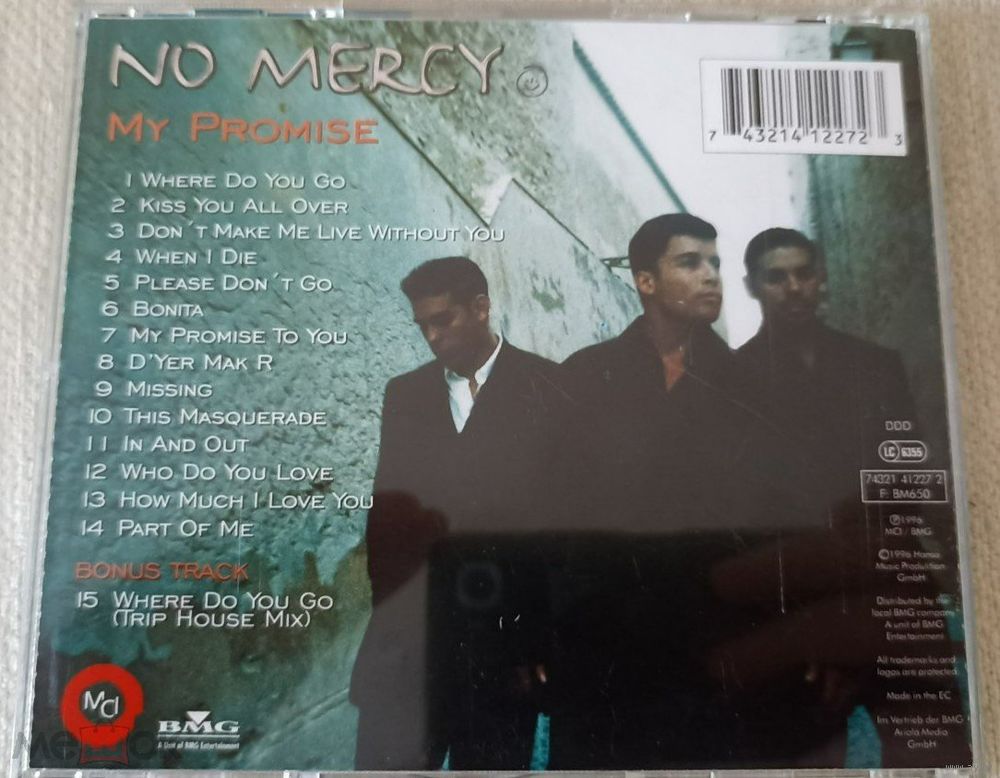 NO MERCY
MY PROMISE
7 43214 12272 3
1 WHERE DO YOU GO
2 KISS YOU ALL OVER
3 DON´T MAKE ME LIVE WITHOUT YOU
4 WHEN I DIE
5 PLEASE DON´T GO
6 BONITA
7 MY PROMISE TO YOU
8 D'YER MAK R
9 MISSING
10 THIS MASQUERADE
11 IN AND OUT
12 WHO DO YOU LOVE
13 HOW MUCH I LOVE YOU
14 PART OF ME
BONUS TRACK
15 WHERE DO YOU GO
(TRIP HOUSE MIX)
MCI
BMG
A Unit of BMG Entertainment
DDD
LC 6355
74321 41227 2
F: BM650
℗1996
MCI / BMG
©1996 Hansa
Music Produktion
GmbH
Distributed by the
local BMG company
A unit of BMG
Entertainment
All trademarks and
logos are protected
Made in the EC
Im Vertrieb der BMG
Ariola Media
GmbH